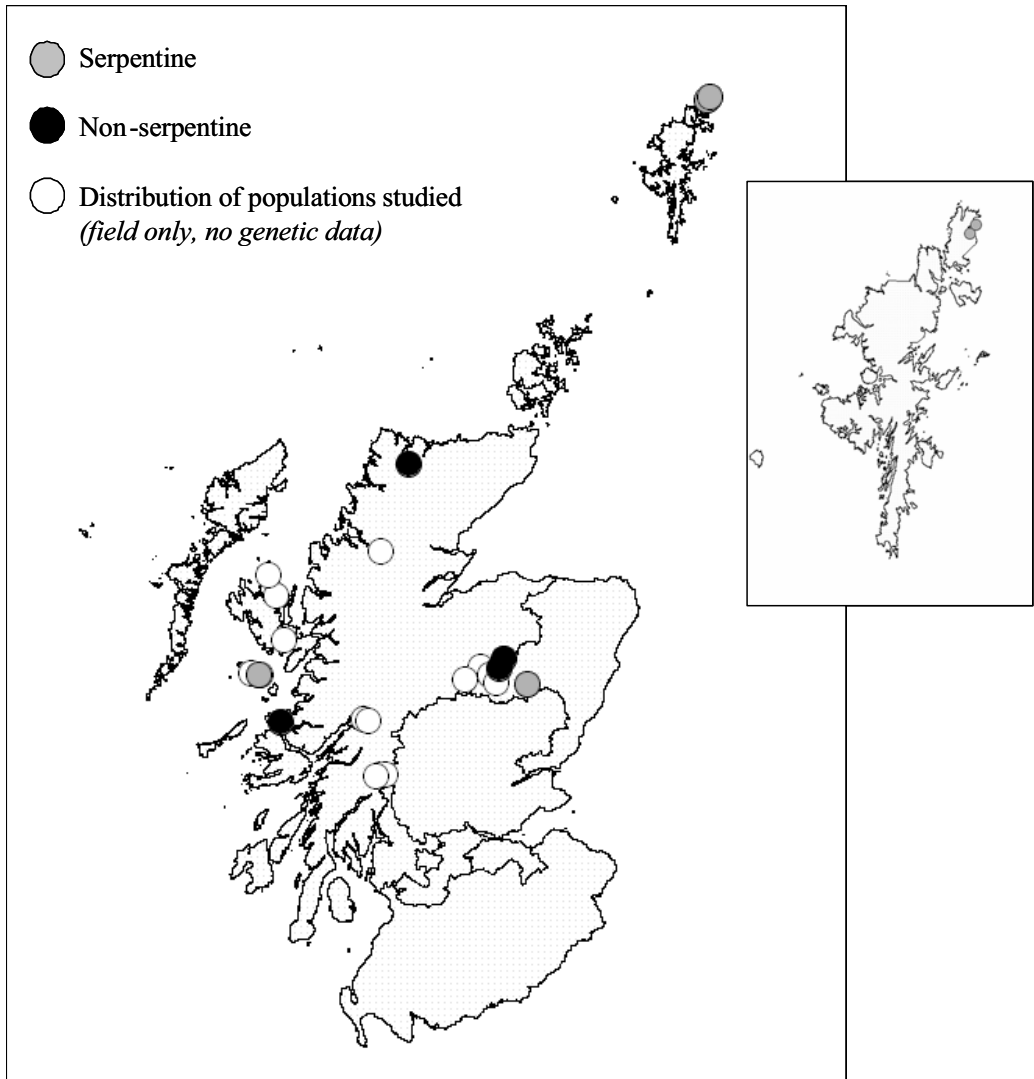 Serpentine
Non-serpentine
Distribution of populations studied
(field only, no genetic data)